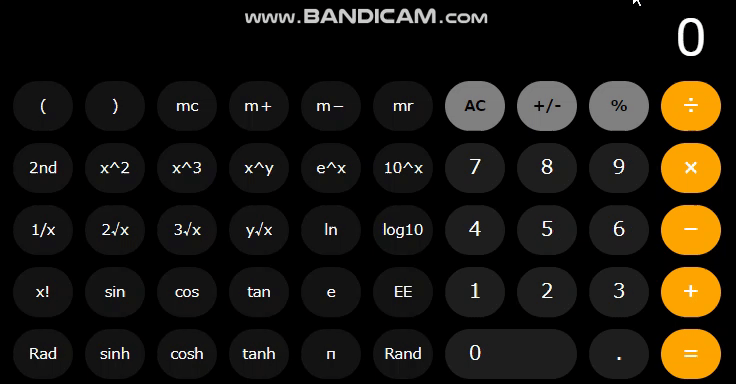 www.BANDICAM.com
0
( ) mc m+ m− mr AC +/- % ÷
2nd x^2 x^3 x^y e^x 10^x 7 8 9 ×
1/x 2√x 3√x y√x ln log10 4 5 6 −
x! sin cos tan e EE 1 2 3 +
Rad sinh cosh tanh п Rand 0 . =